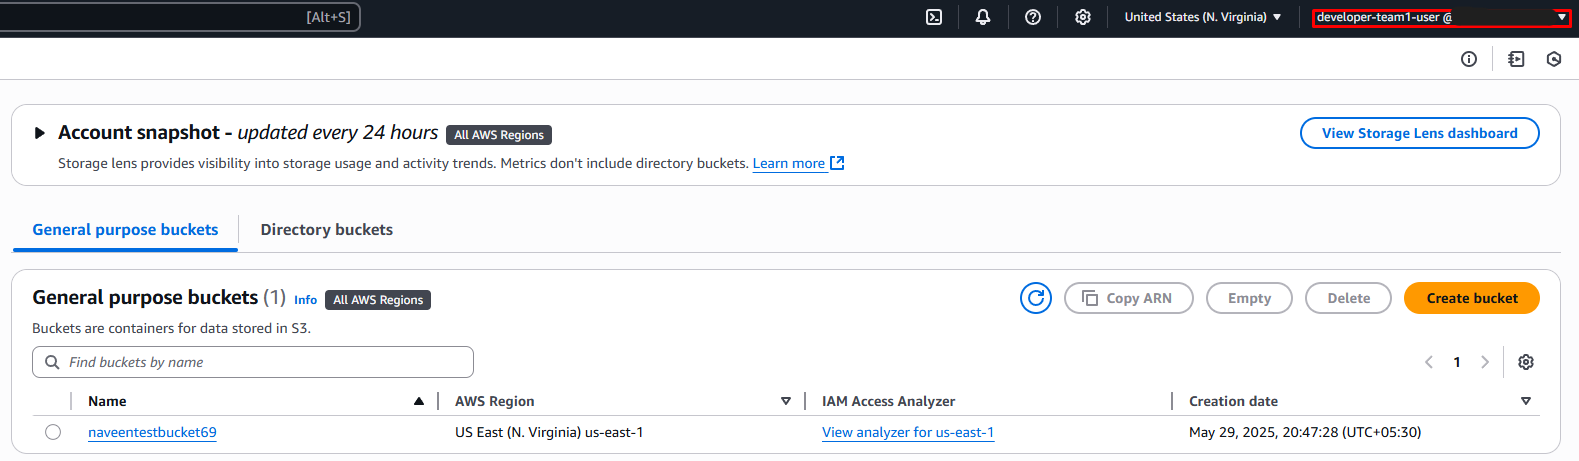 [Alt+S]
United States (N. Virginia)
developer-team1-user @
Account snapshot - updated every 24 hours All AWS Regions
View Storage Lens dashboard
Storage lens provides visibility into storage usage and activity trends. Metrics don't include directory buckets. Learn more
General purpose buckets
Directory buckets
General purpose buckets (1) Info All AWS Regions
Copy ARN
Empty
Delete
Create bucket
Buckets are containers for data stored in S3.
Find buckets by name
1
Name AWS Region IAM Access Analyzer Creation date
naveentestbucket69 US East (N. Virginia) us-east-1 View analyzer for us-east-1 May 29, 2025, 20:47:28 (UTC+05:30)